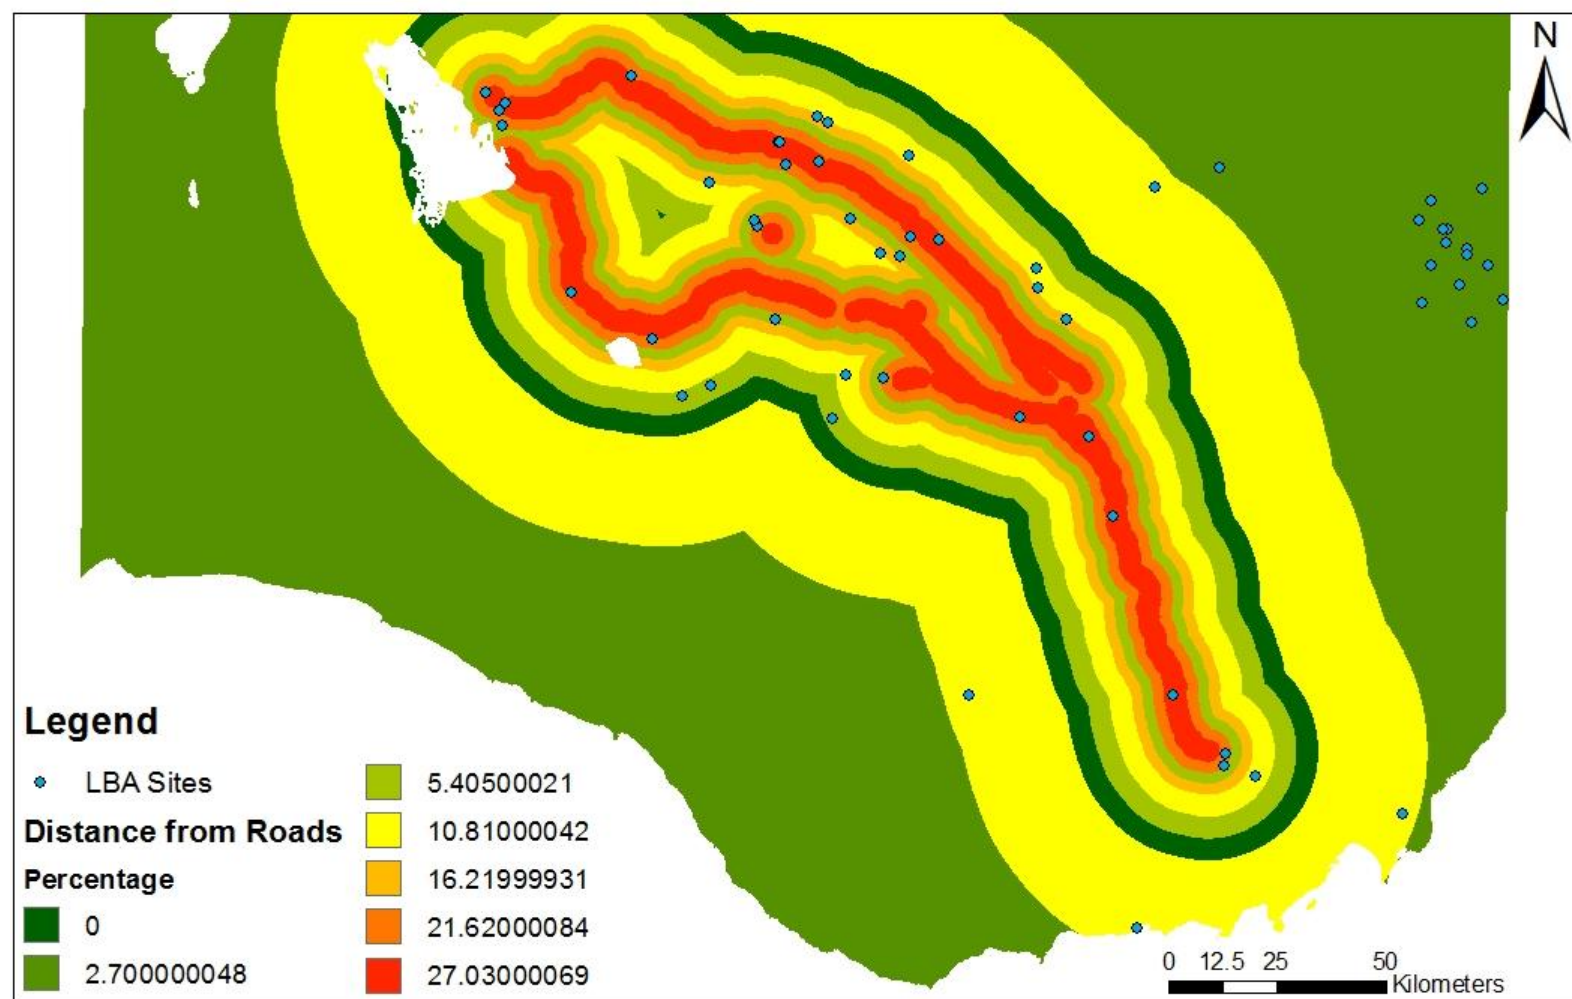 N
Legend
LBA Sites
Distance from Roads
Percentage
0
2.700000048
5.40500021
10.81000042
16.21999931
21.62000084
27.03000069
0 12.5 25 50
Kilometers